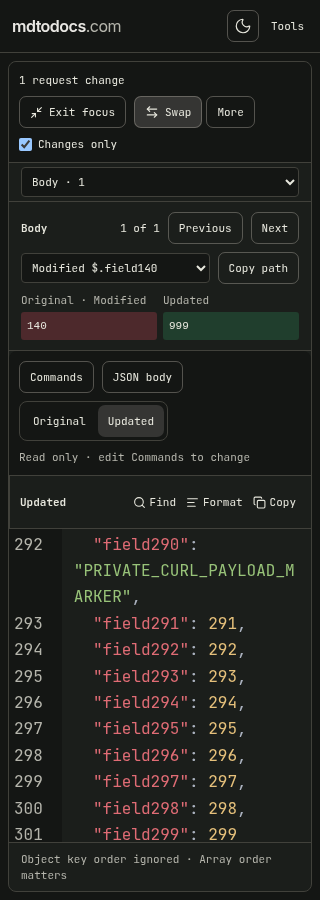 mdtodocs.com
Tools
1 request change
Exit focus
Swap
More
Changes only
Body · 1
Body
1 of 1
Previous
Next
Modified $.field140
Copy path
Original · Modified
Updated
140
999
Commands
JSON body
Original
Updated
Read only · edit Commands to change
Updated
Find
Format
Copy
292 "field290":
"PRIVATE_CURL_PAYLOAD_M
ARKER",
293 "field291": 291,
294 "field292": 292,
295 "field293": 293,
296 "field294": 294,
297 "field295": 295,
298 "field296": 296,
299 "field297": 297,
300 "field298": 298,
301 "field299": 299
Object key order ignored · Array order
matters